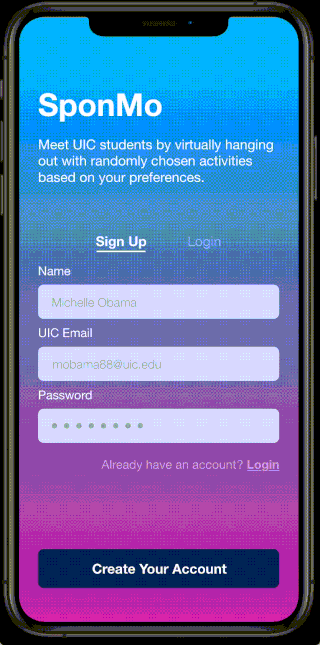 SponMo
Meet UIC students by virtually hanging
out with randomly chosen activities
based on your preferences.
Sign Up Login
Name
Michelle Obama
UIC Email
mobama88@uic.edu
Password
Already have an account? Login
Create Your Account